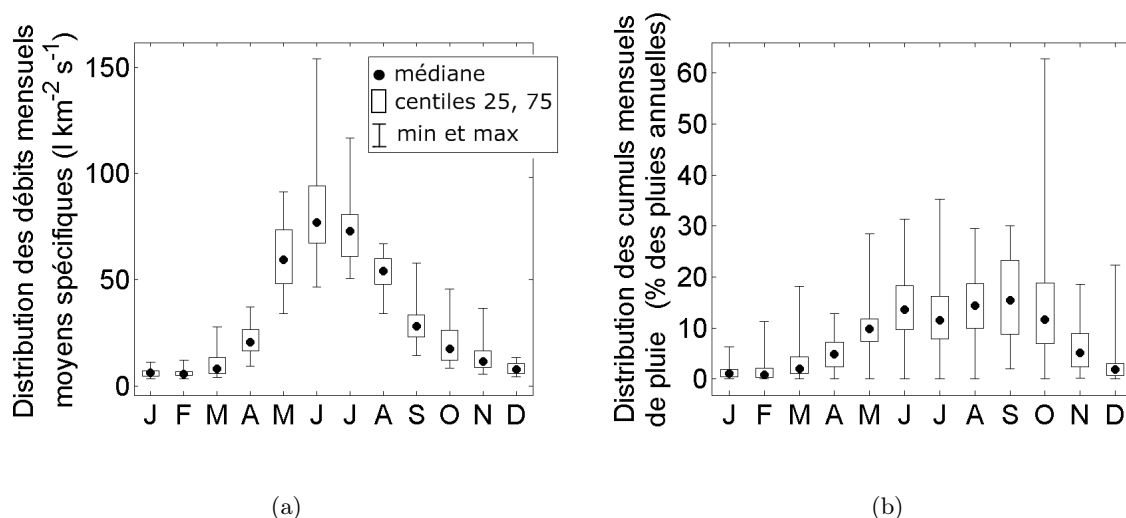 Distribution des débits mensuels
moyens spécifiques (l km-2 s-1)
150
100
50
0
médiane
centiles 25, 75
min et max
J F M A M J J A S O N D
(a)
Distribution des cumuls mensuels
de pluie (% des pluies annuelles)
60
50
40
30
20
10
0
J F M A M J J A S O N D
(b)